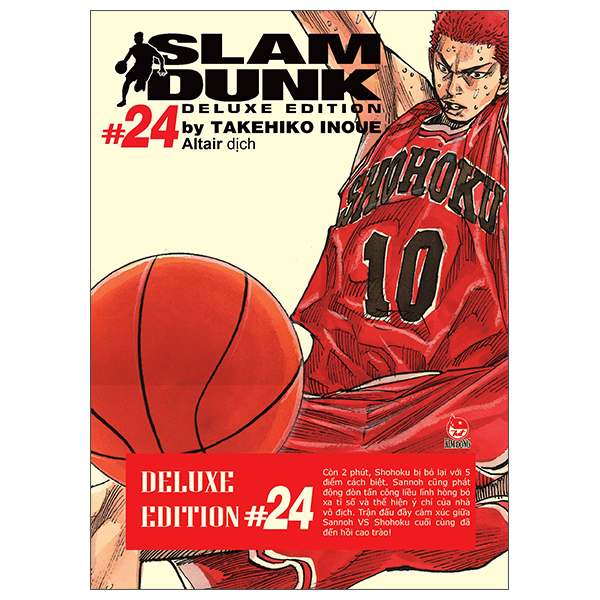 SLAM
DUNK
DELUXE EDITION
#24 by TAKEHIKO INOUE
Altair dịch
SHOHOKU
10
KIM ĐỒNG
DELUXE
EDITION #24
Còn 2 phút, Shohoku bị bỏ lại với 5
điểm cách biệt. Sannoh cũng phát
động đòn tấn công liều lĩnh hòng bỏ
xa tỉ số và thể hiện ý chí của nhà
vô địch. Trận đấu đầy cảm xúc giữa
Sannoh VS Shohoku cuối cùng đã
đến hồi cao trào!